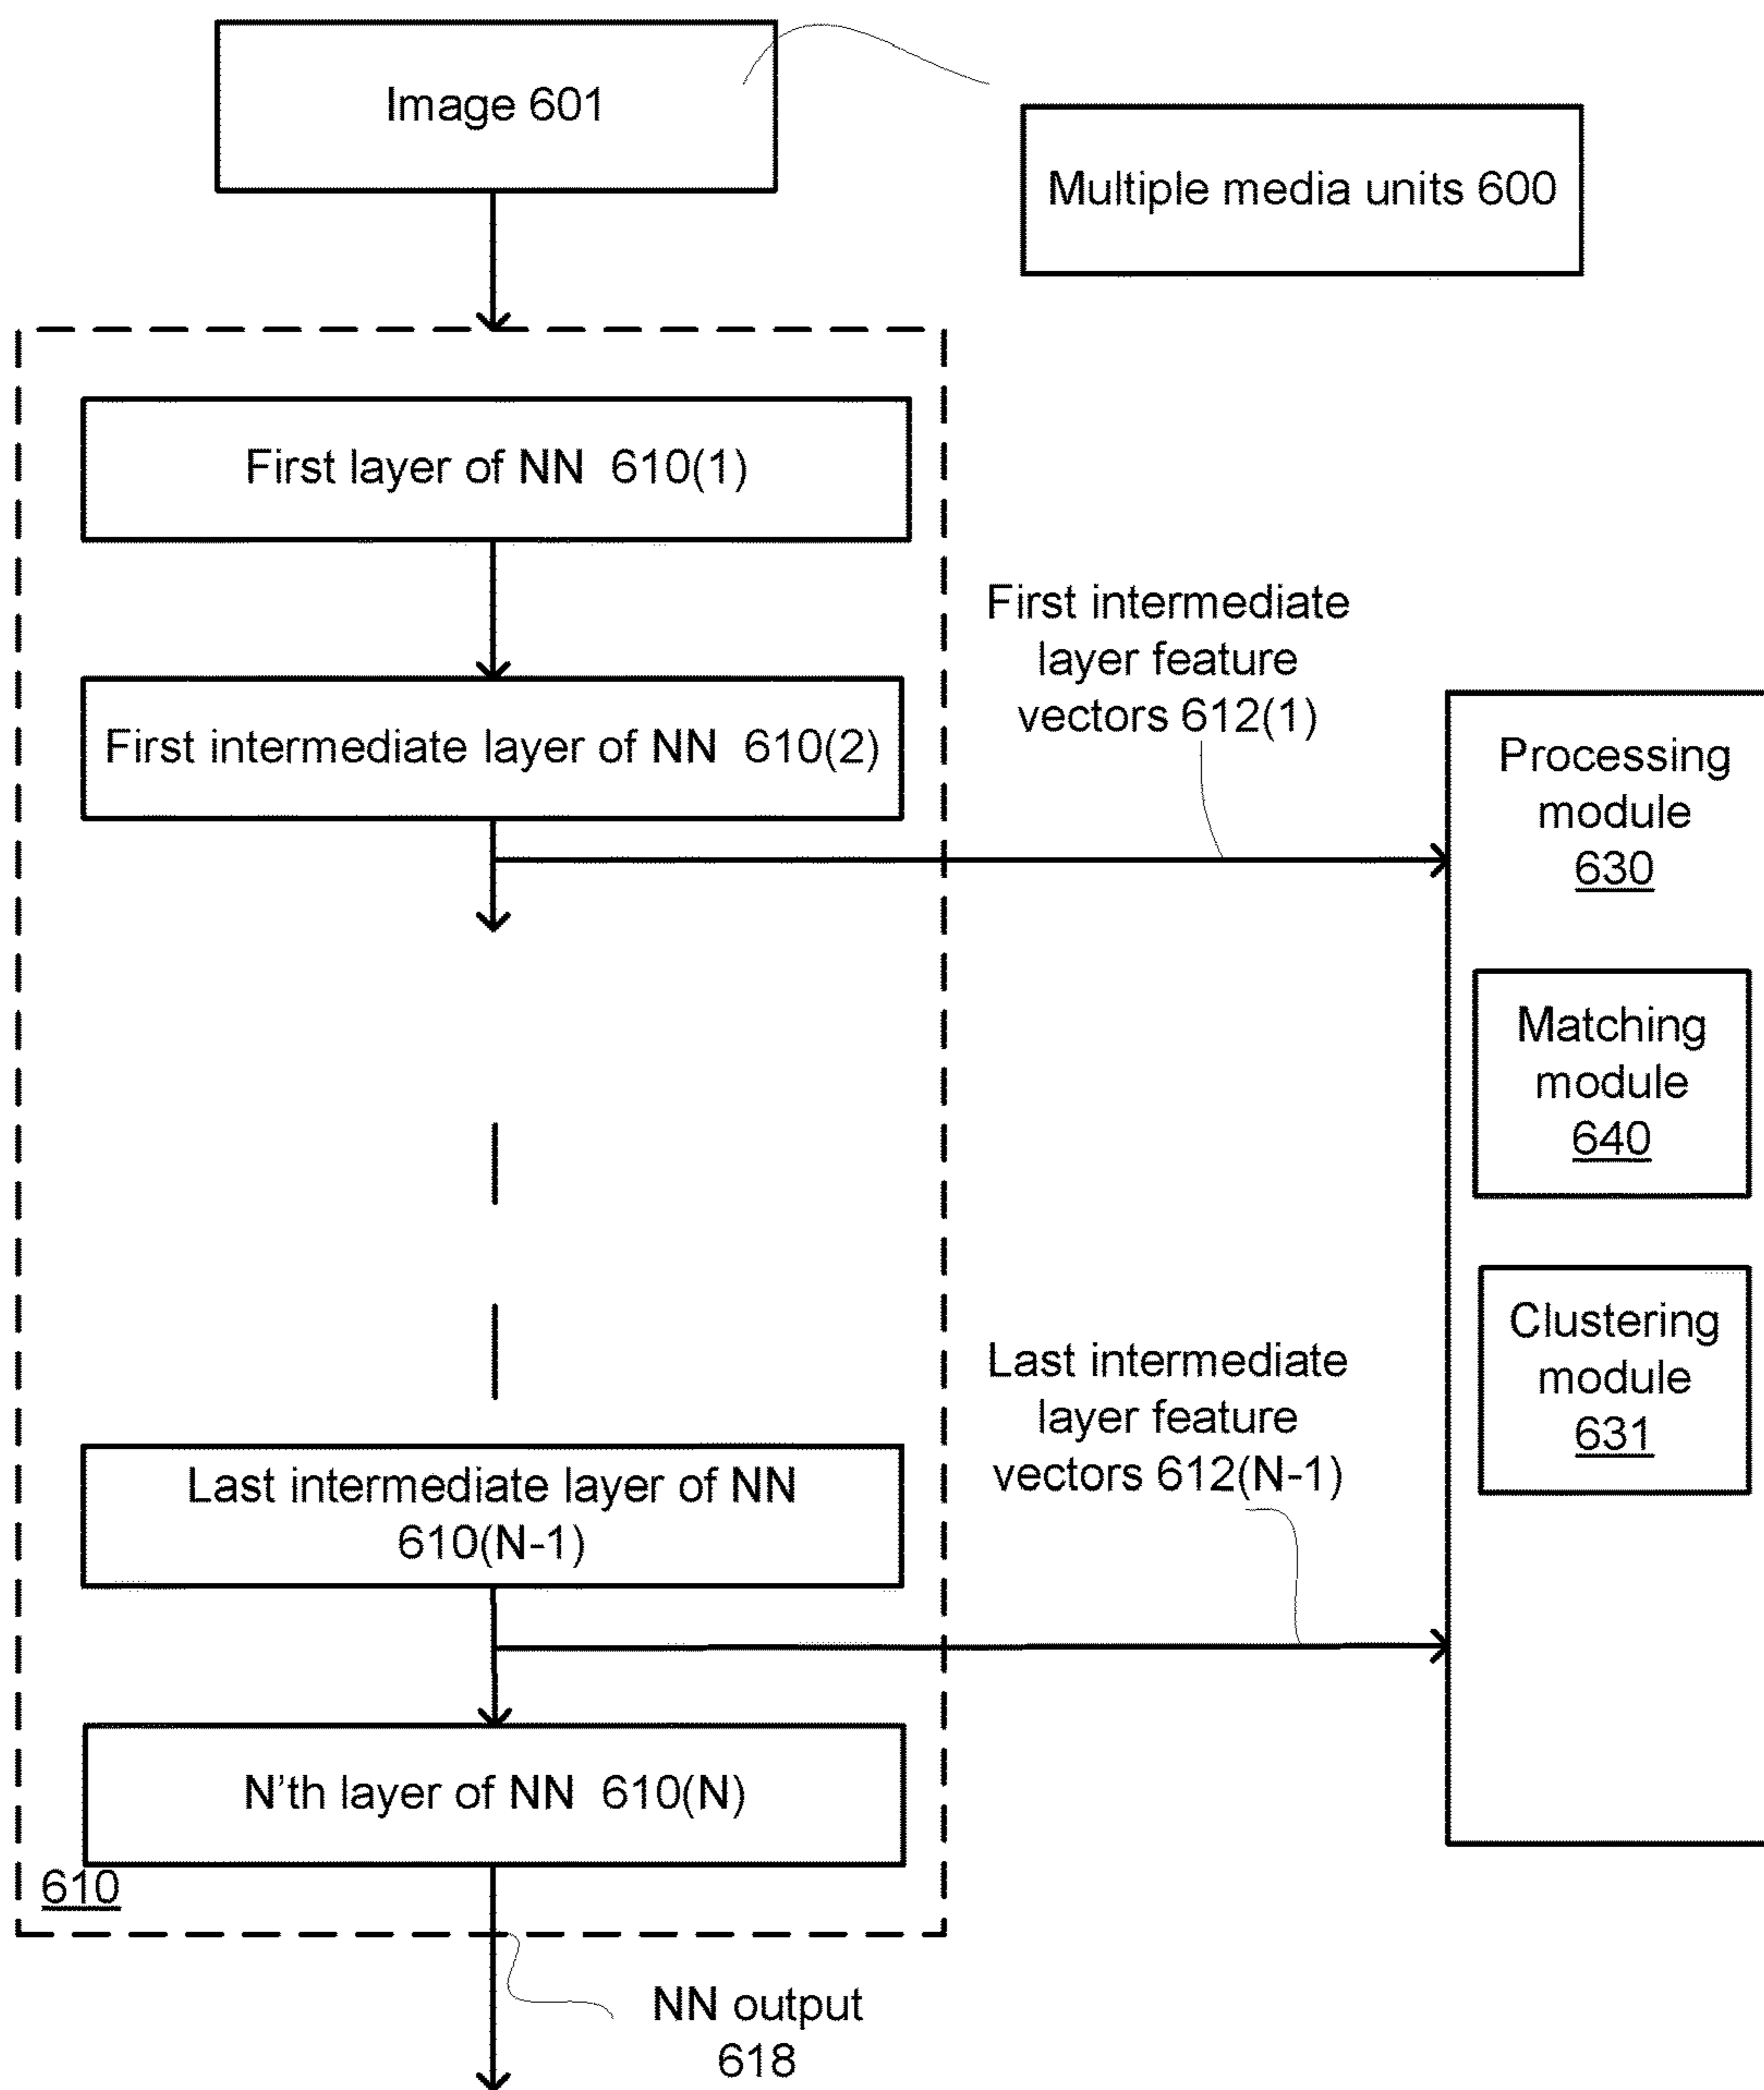 Image 601
Multiple media units 600
First layer of NN 610(1)
First intermediate
layer feature
vectors 612(1)
First intermediate layer of NN 610(2)
Processing
module
630
Matching
module
640
Clustering
module
631
Last intermediate
layer feature
vectors 612(N-1)
Last intermediate layer of NN
610(N-1)
N'th layer of NN 610(N)
610
NN output
618